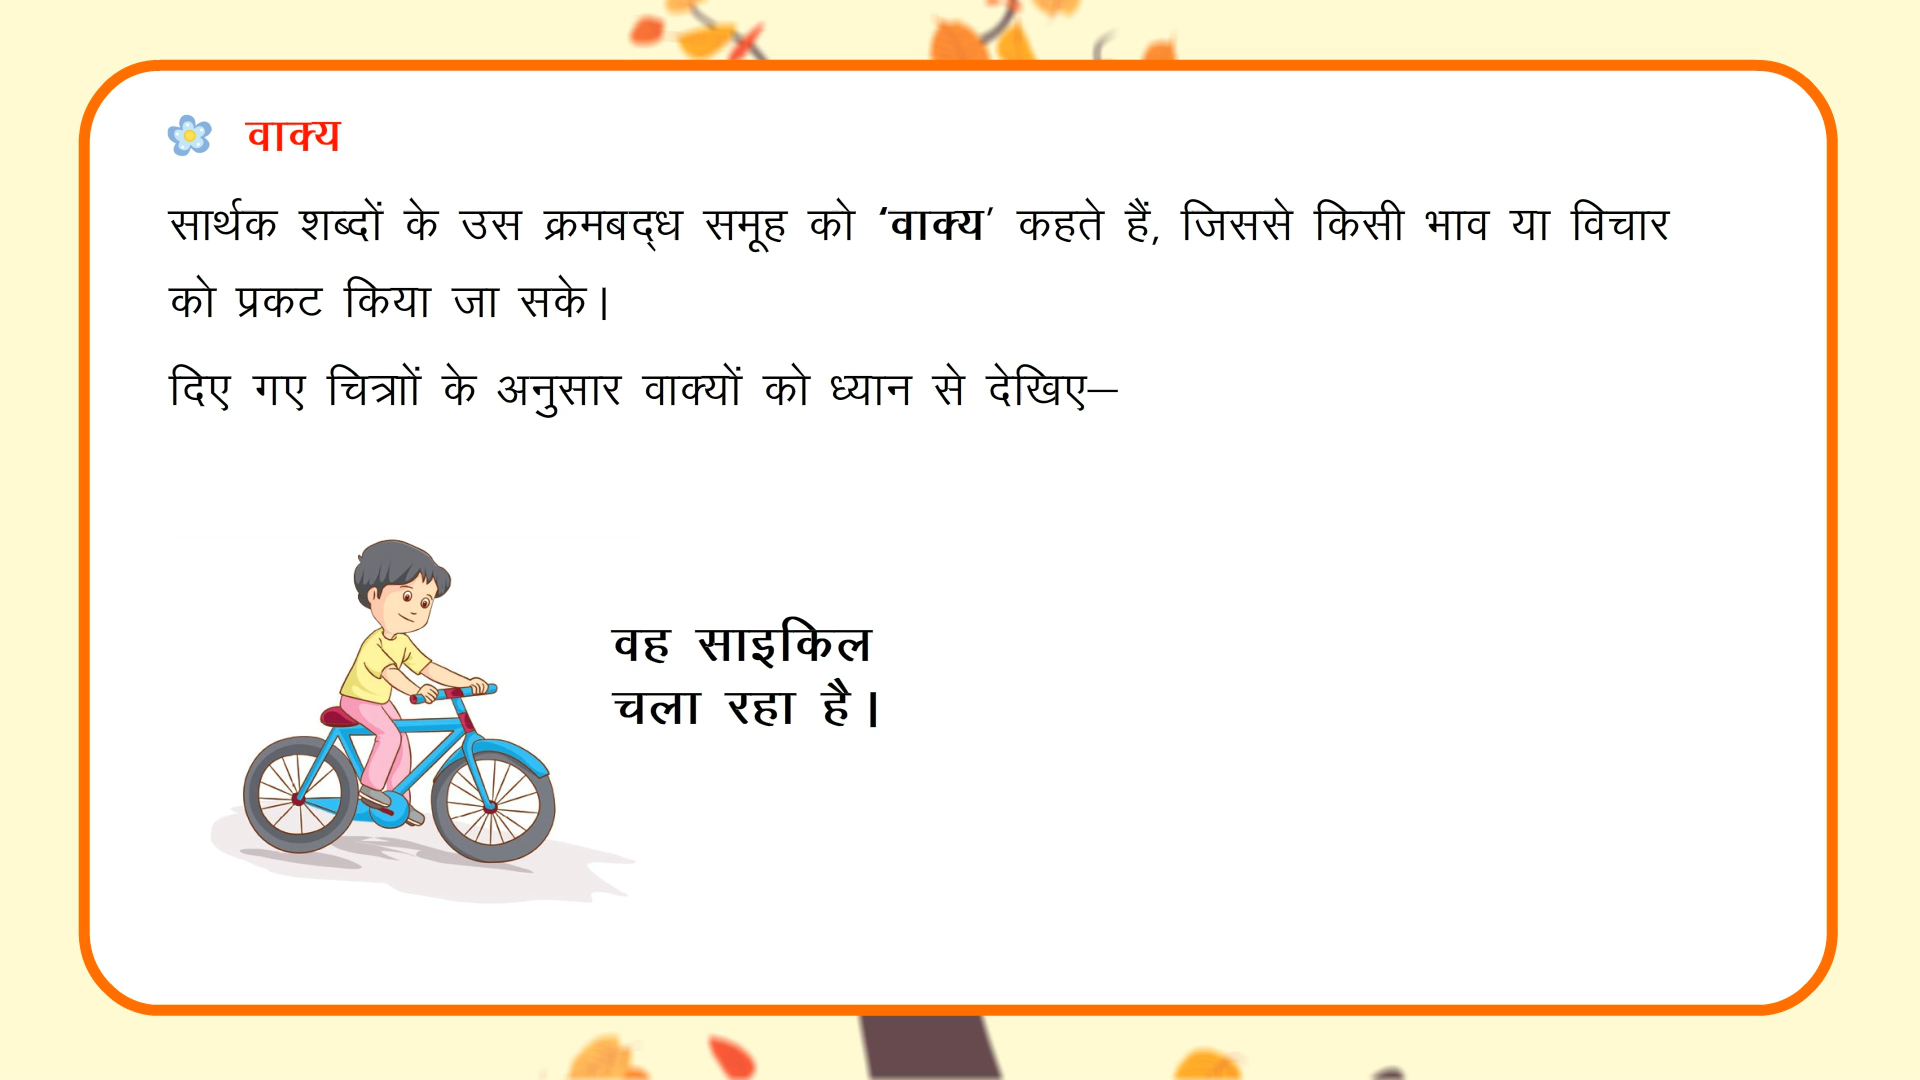 वाक्य
सार्थक शब्दों के उस क्रमबद्ध समूह को ‘वाक्य’ कहते हैं, जिससे किसी भाव या विचार
को प्रकट किया जा सके।
दिए गए चित्राों के अनुसार वाक्यों को ध्यान से देखिए—
वह साइकिल
चला रहा है।